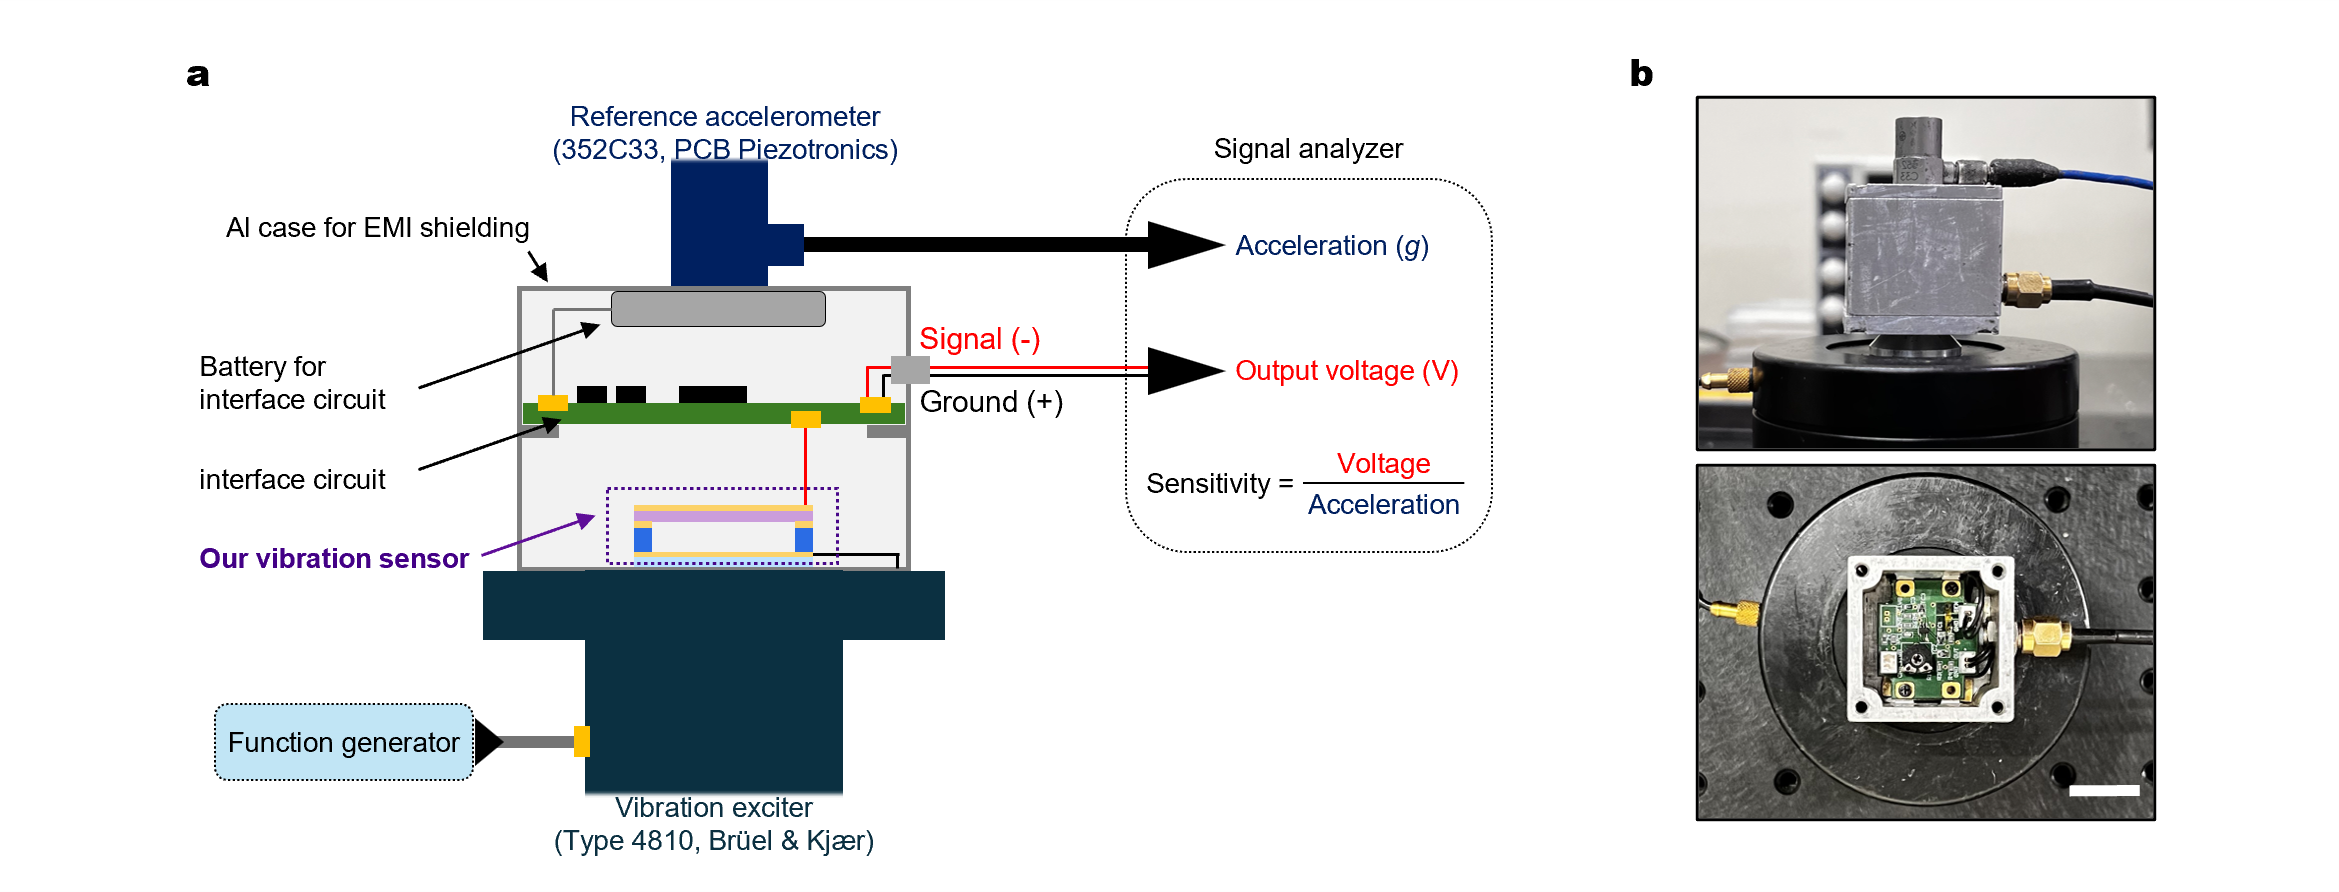 a
Reference accelerometer
(352C33, PCB Piezotronics)
Al case for EMI shielding
Battery for
interface circuit
interface circuit
Our vibration sensor
Signal (-)
Ground (+)
Signal analyzer
Acceleration (g)
Output voltage (V)
Sensitivity =
Voltage
Acceleration
Function generator
Vibration exciter
(Type 4810, Brüel & Kjær)
b